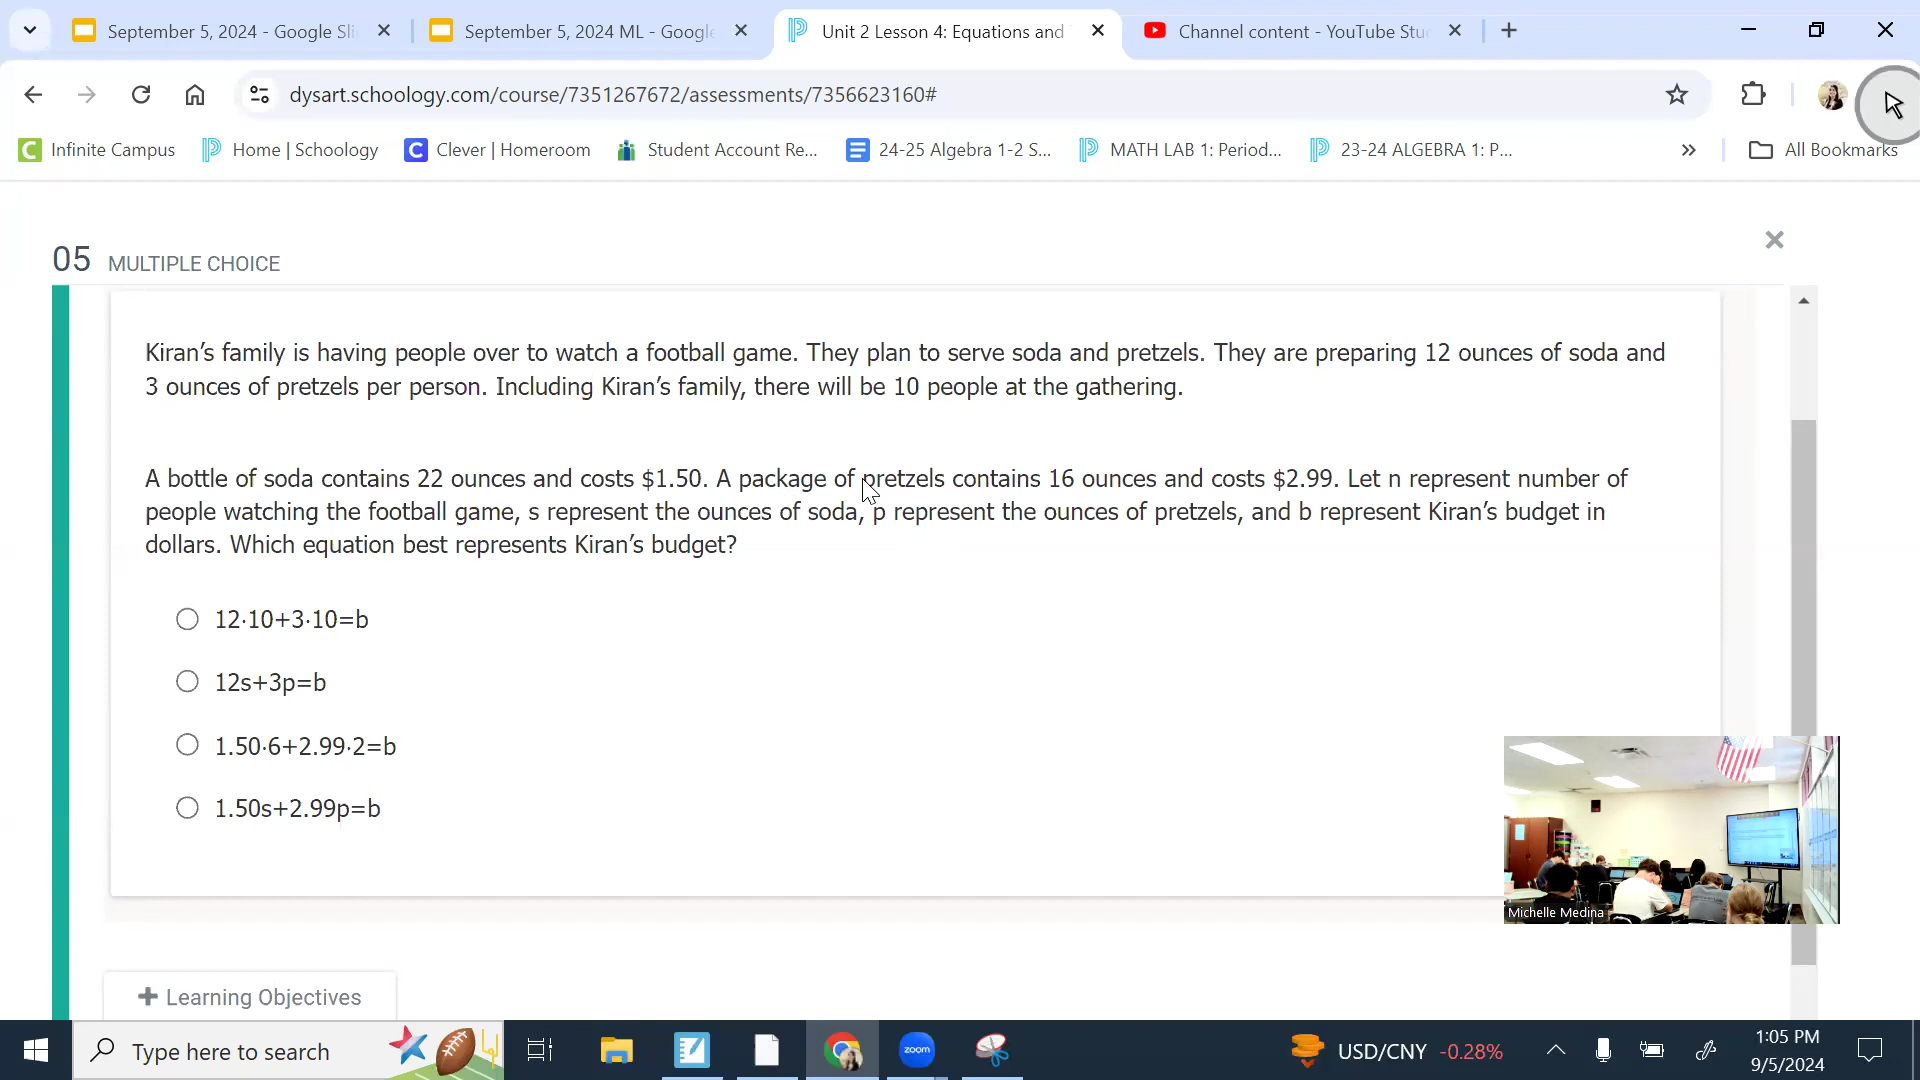 September 5, 2024 - Google Sli
September 5, 2024 ML - Google
Unit 2 Lesson 4: Equations and
Channel content - YouTube Stu
dysart.schoology.com/course/7351267672/assessments/7356623160#
Infinite Campus
Home | Schoology
Clever | Homeroom
Student Account Re...
24-25 Algebra 1-2 S...
MATH LAB 1: Period...
23-24 ALGEBRA 1: P...
All Bookmarks
05 MULTIPLE CHOICE
Kiran’s family is having people over to watch a football game. They plan to serve soda and pretzels. They are preparing 12 ounces of soda and
3 ounces of pretzels per person. Including Kiran’s family, there will be 10 people at the gathering.
A bottle of soda contains 22 ounces and costs $1.50. A package of pretzels contains 16 ounces and costs $2.99. Let n represent number of
people watching the football game, s represent the ounces of soda, p represent the ounces of pretzels, and b represent Kiran’s budget in
dollars. Which equation best represents Kiran’s budget?
12·10+3·10=b
12s+3p=b
1.50·6+2.99·2=b
1.50s+2.99p=b
Michelle Medina
Learning Objectives
Type here to search
zoom
USD/CNY -0.28%
1:05 PM
9/5/2024